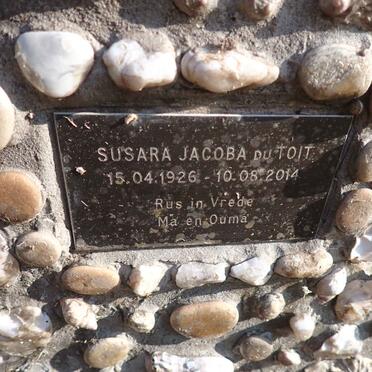 SUSARA JACOBA DU TOIT
15.04.1926 - 10.08.2014
Rus in Vrede
Ma en Ouma